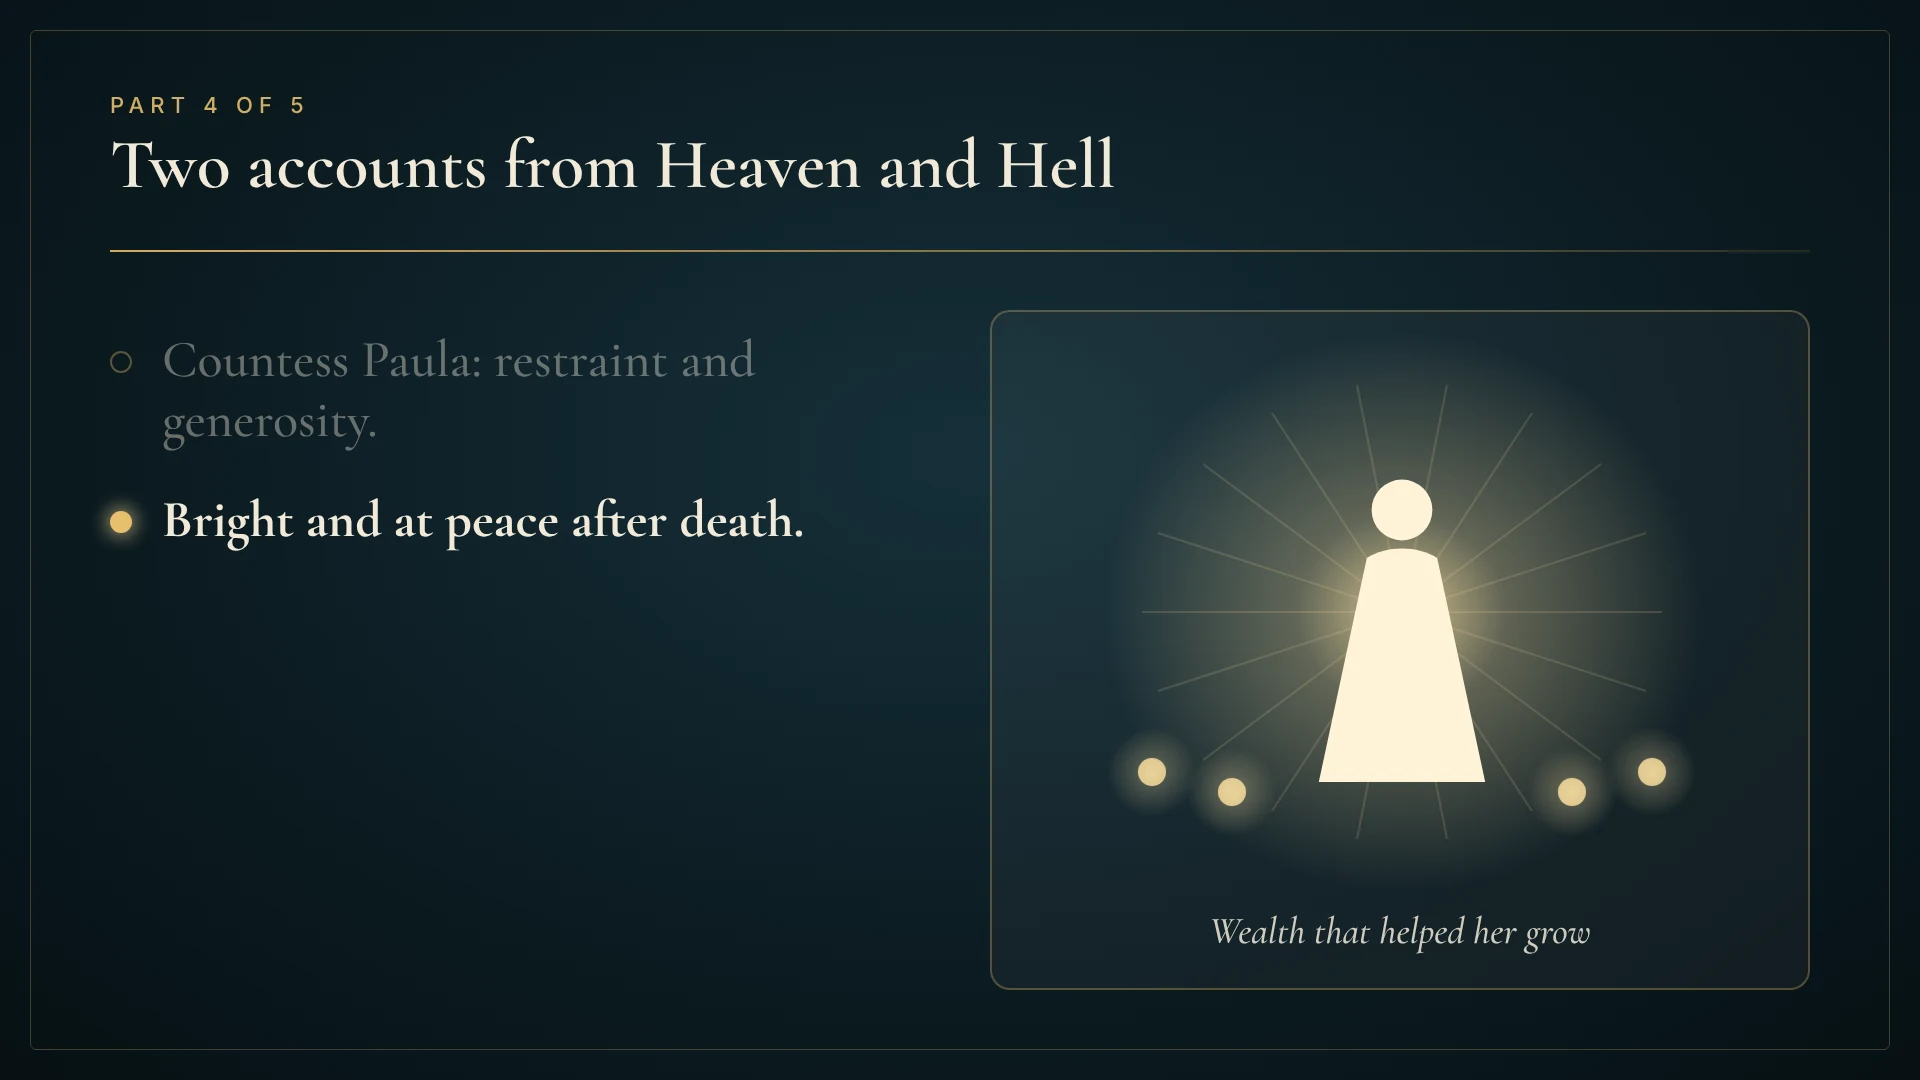 PART 4 OF 5
Two accounts from Heaven and Hell
Countess Paula: restraint and
generosity.
Bright and at peace after death.
Wealth that helped her grow